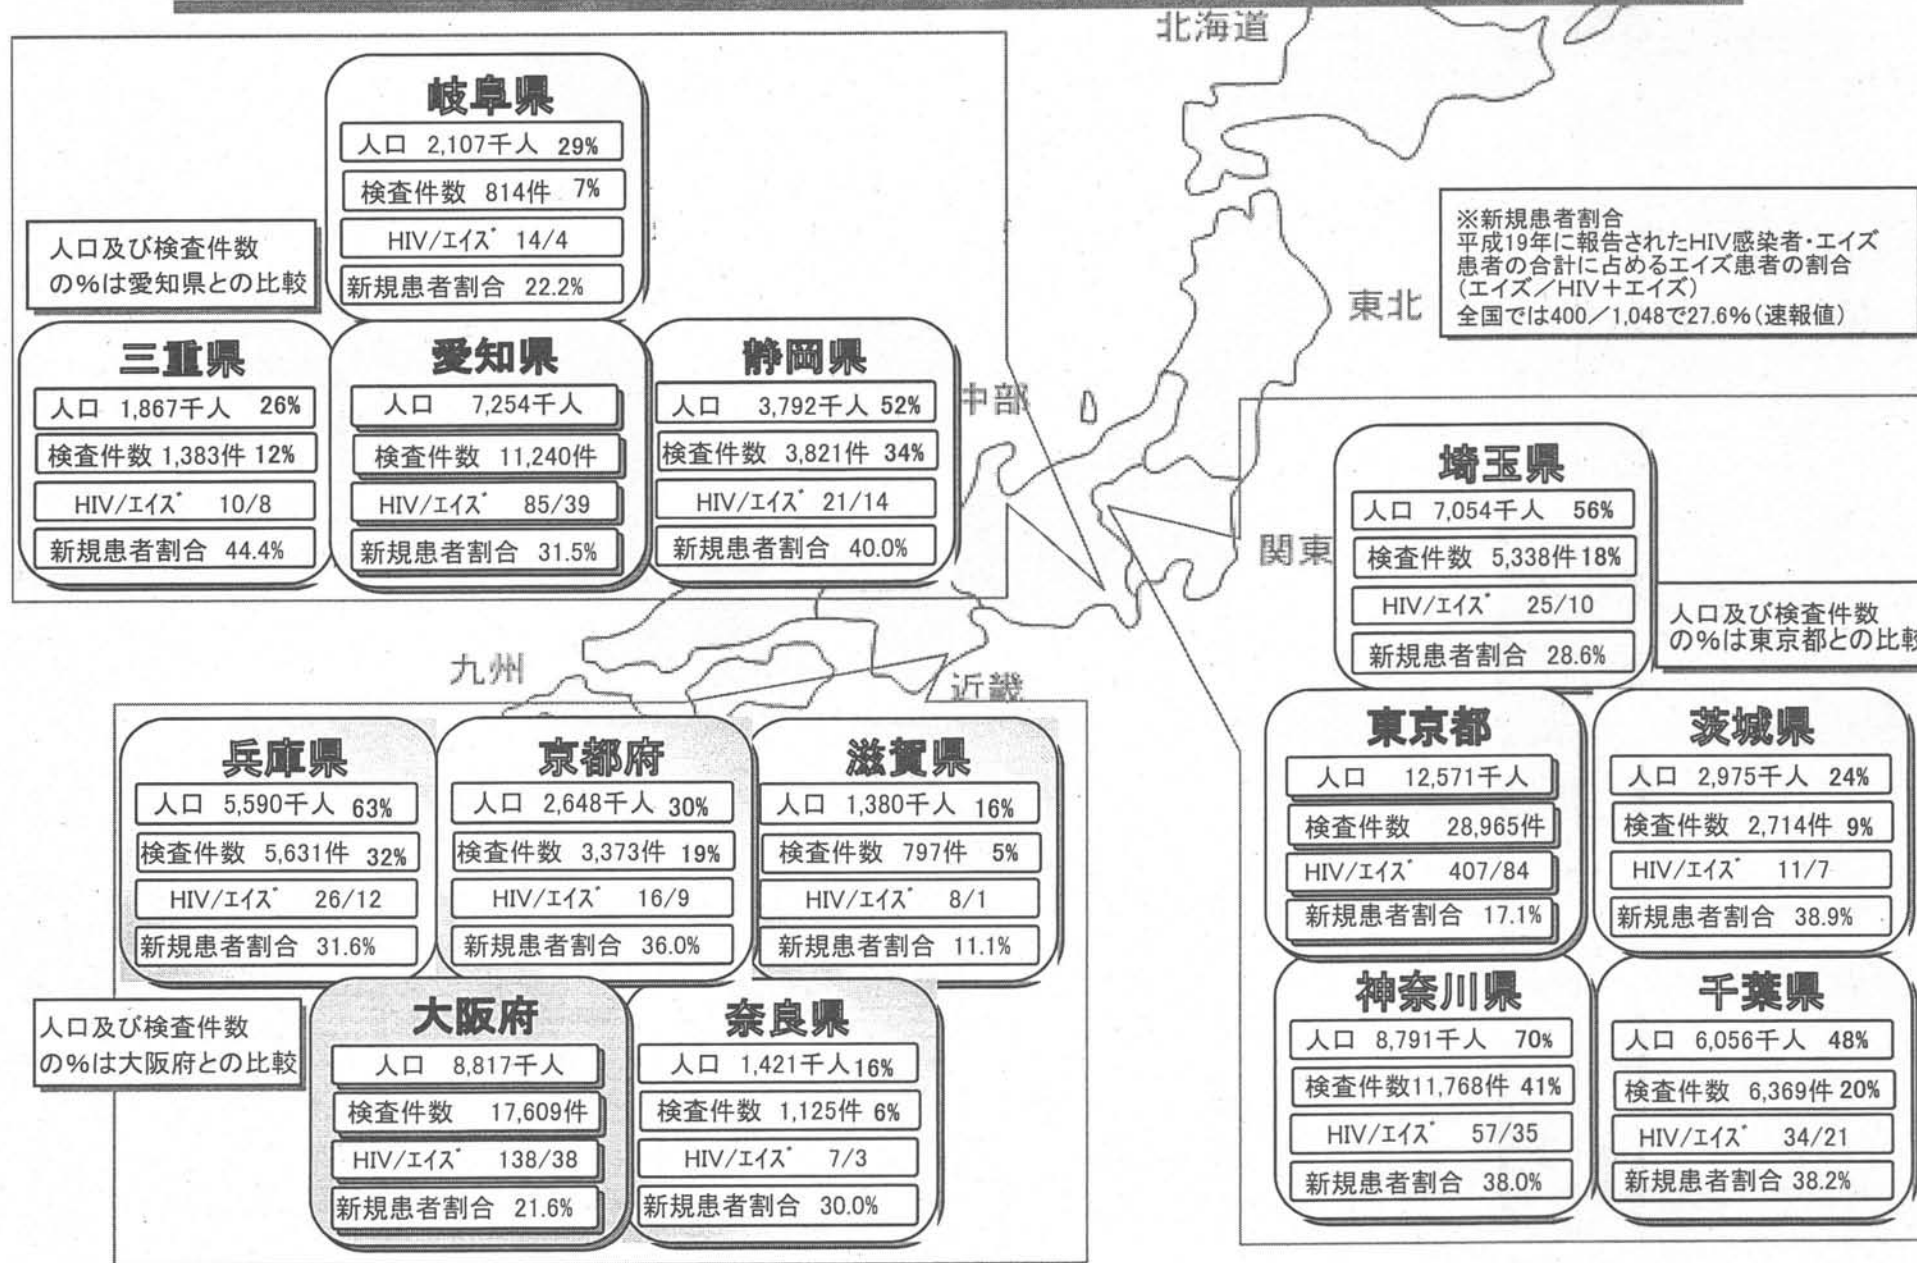 北海道
岐阜県
人口 2,107千人 29%
検査件数 814件 7%
HIV/エイズ 14/4
新規患者割合 22.2%
人口及び検査件数
の%は愛知県との比較
三重県
人口 1,867千人 26%
検査件数 1,383件 12%
HIV/エイズ 10/8
新規患者割合 44.4%
愛知県
人口 7,254千人
検査件数 11,240件
HIV/エイズ 85/39
新規患者割合 31.5%
静岡県
人口 3,792千人 52%
検査件数 3,821件 34%
HIV/エイズ 21/14
新規患者割合 40.0%
中部
東北
※新規患者割合
平成19年に報告されたHIV感染者・エイズ
患者の合計に占めるエイズ患者の割合
(エイズ/HIV+エイズ)
全国では400/1,048で27.6%(速報値)
関東
埼玉県
人口 7,054千人 56%
検査件数 5,338件 18%
HIV/エイズ 25/10
新規患者割合 28.6%
人口及び検査件数
の%は東京都との比較
東京都
人口 12,571千人
検査件数 28,965件
HIV/エイズ 407/84
新規患者割合 17.1%
茨城県
人口 2,975千人 24%
検査件数 2,714件 9%
HIV/エイズ 11/7
新規患者割合 38.9%
神奈川県
人口 8,791千人 70%
検査件数11,768件 41%
HIV/エイズ 57/35
新規患者割合 38.0%
千葉県
人口 6,056千人 48%
検査件数 6,369件 20%
HIV/エイズ 34/21
新規患者割合 38.2%
九州
近畿
兵庫県
人口 5,590千人 63%
検査件数 5,631件 32%
HIV/エイズ 26/12
新規患者割合 31.6%
京都府
人口 2,648千人 30%
検査件数 3,373件 19%
HIV/エイズ 16/9
新規患者割合 36.0%
滋賀県
人口 1,380千人 16%
検査件数 797件 5%
HIV/エイズ 8/1
新規患者割合 11.1%
人口及び検査件数
の%は大阪府との比較
大阪府
人口 8,817千人
検査件数 17,609件
HIV/エイズ 138/38
新規患者割合 21.6%
奈良県
人口 1,421千人 16%
検査件数 1,125件 6%
HIV/エイズ 7/3
新規患者割合 30.0%